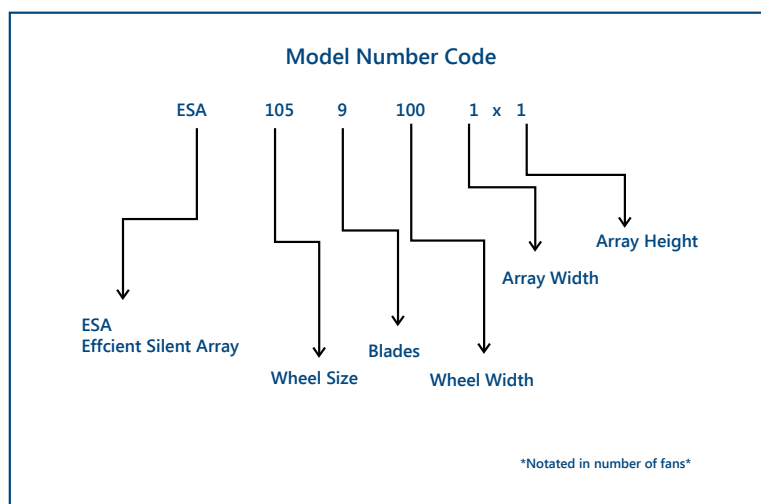 Model Number Code
ESA 105 9 100 1 x 1
Array Height
Array Width
ESA
Effcient Silent Array
Blades
Wheel Size
Wheel Width
*Notated in number of fans*